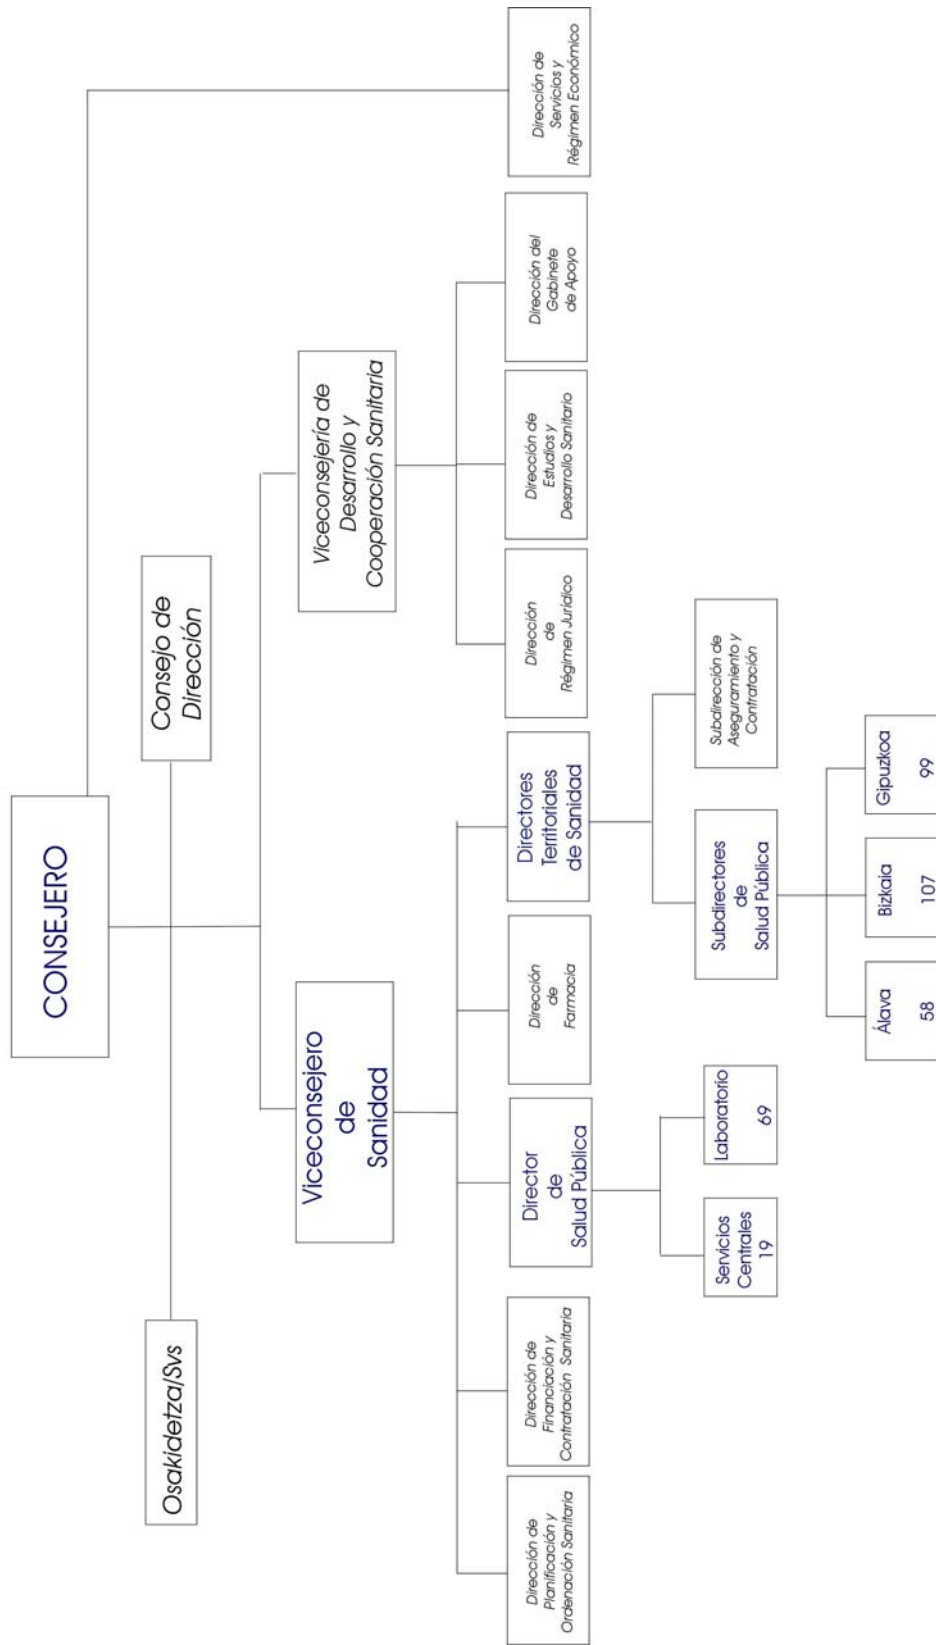 CONSEJERO
Osakidetza/Svs
Consejo de
Dirección
Viceconsejero
de
Sanidad
Viceconsejería de
Desarrollo y
Cooperación Sanitaria
Dirección de
Planificación y
Ordenación Sanitaria
Dirección de
Financiación y
Contratación Sanitaria
Director
de
Salud Pública
Dirección
de
Farmacia
Directores
Territoriales
de Sanidad
Dirección
de
Régimen Jurídico
Dirección de
Estudios y
Desarrollo Sanitario
Dirección del
Gabinete
de Apoyo
Dirección de
Servicios y
Régimen Económico
Servicios
Centrales
19
Laboratorio
69
Subdirectores
de
Salud Pública
Subdirección de
Aseguramiento y
Contratación
Álava
58
Bizkaia
107
Gipuzkoa
99